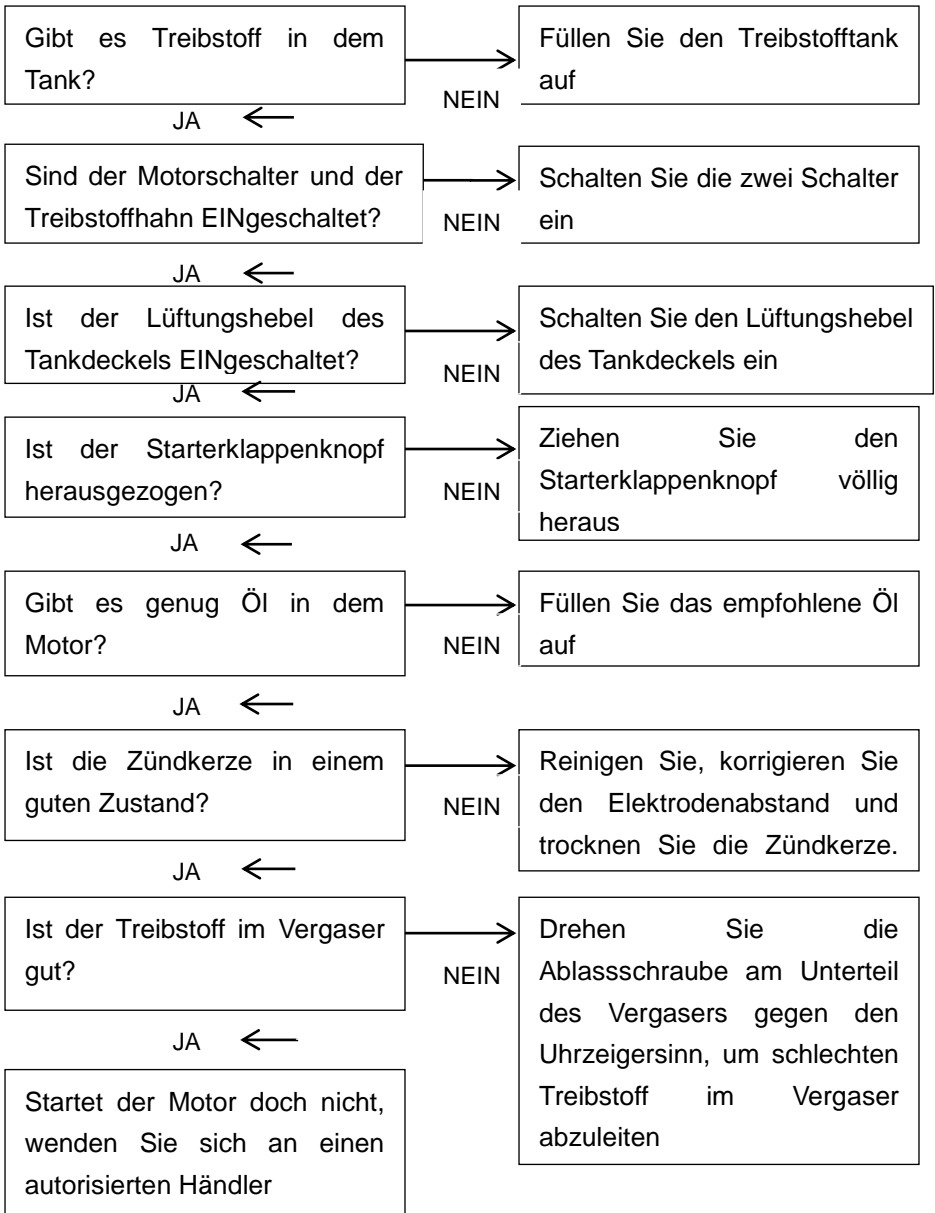 Gibt es Treibstoff in dem
Tank?
NEIN
Füllen Sie den Treibstofftank
auf
JA
Sind der Motorschalter und der
Treibstoffhahn EINgeschaltet?
NEIN
Schalten Sie die zwei Schalter
ein
JA
Ist der Lüftungshebel des
Tankdeckels EINgeschaltet?
NEIN
Schalten Sie den Lüftungshebel
des Tankdeckels ein
JA
Ist der Starterklappenknopf
herausgezogen?
NEIN
Ziehen Sie den
Starterklappenknopf völlig
heraus
JA
Gibt es genug Öl in dem
Motor?
NEIN
Füllen Sie das empfohlene Öl
auf
JA
Ist die Zündkerze in einem
guten Zustand?
NEIN
Reinigen Sie, korrigieren Sie
den Elektrodenabstand und
trocknen Sie die Zündkerze.
JA
Ist der Treibstoff im Vergaser
gut?
NEIN
Drehen Sie die
Ablassschraube am Unterteil
des Vergasers gegen den
Uhrzeigersinn, um schlechten
Treibstoff im Vergaser
abzuleiten
JA
Startet der Motor doch nicht,
wenden Sie sich an einen
autorisierten Händler